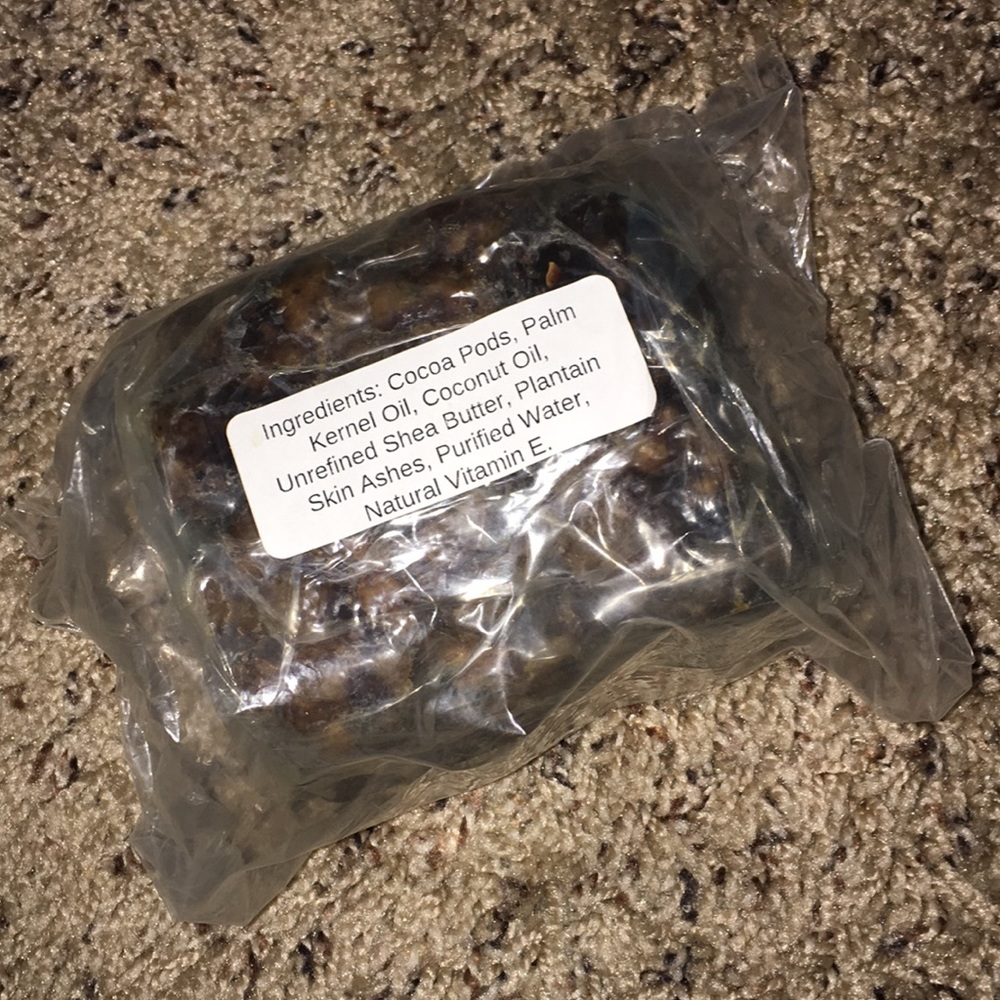 Ingredients: Cocoa Pods, Palm
Kernel Oil, Coconut Oil,
Unrefined Shea Butter, Plantain
Skin Ashes, Purified Water,
Natural Vitamin E.